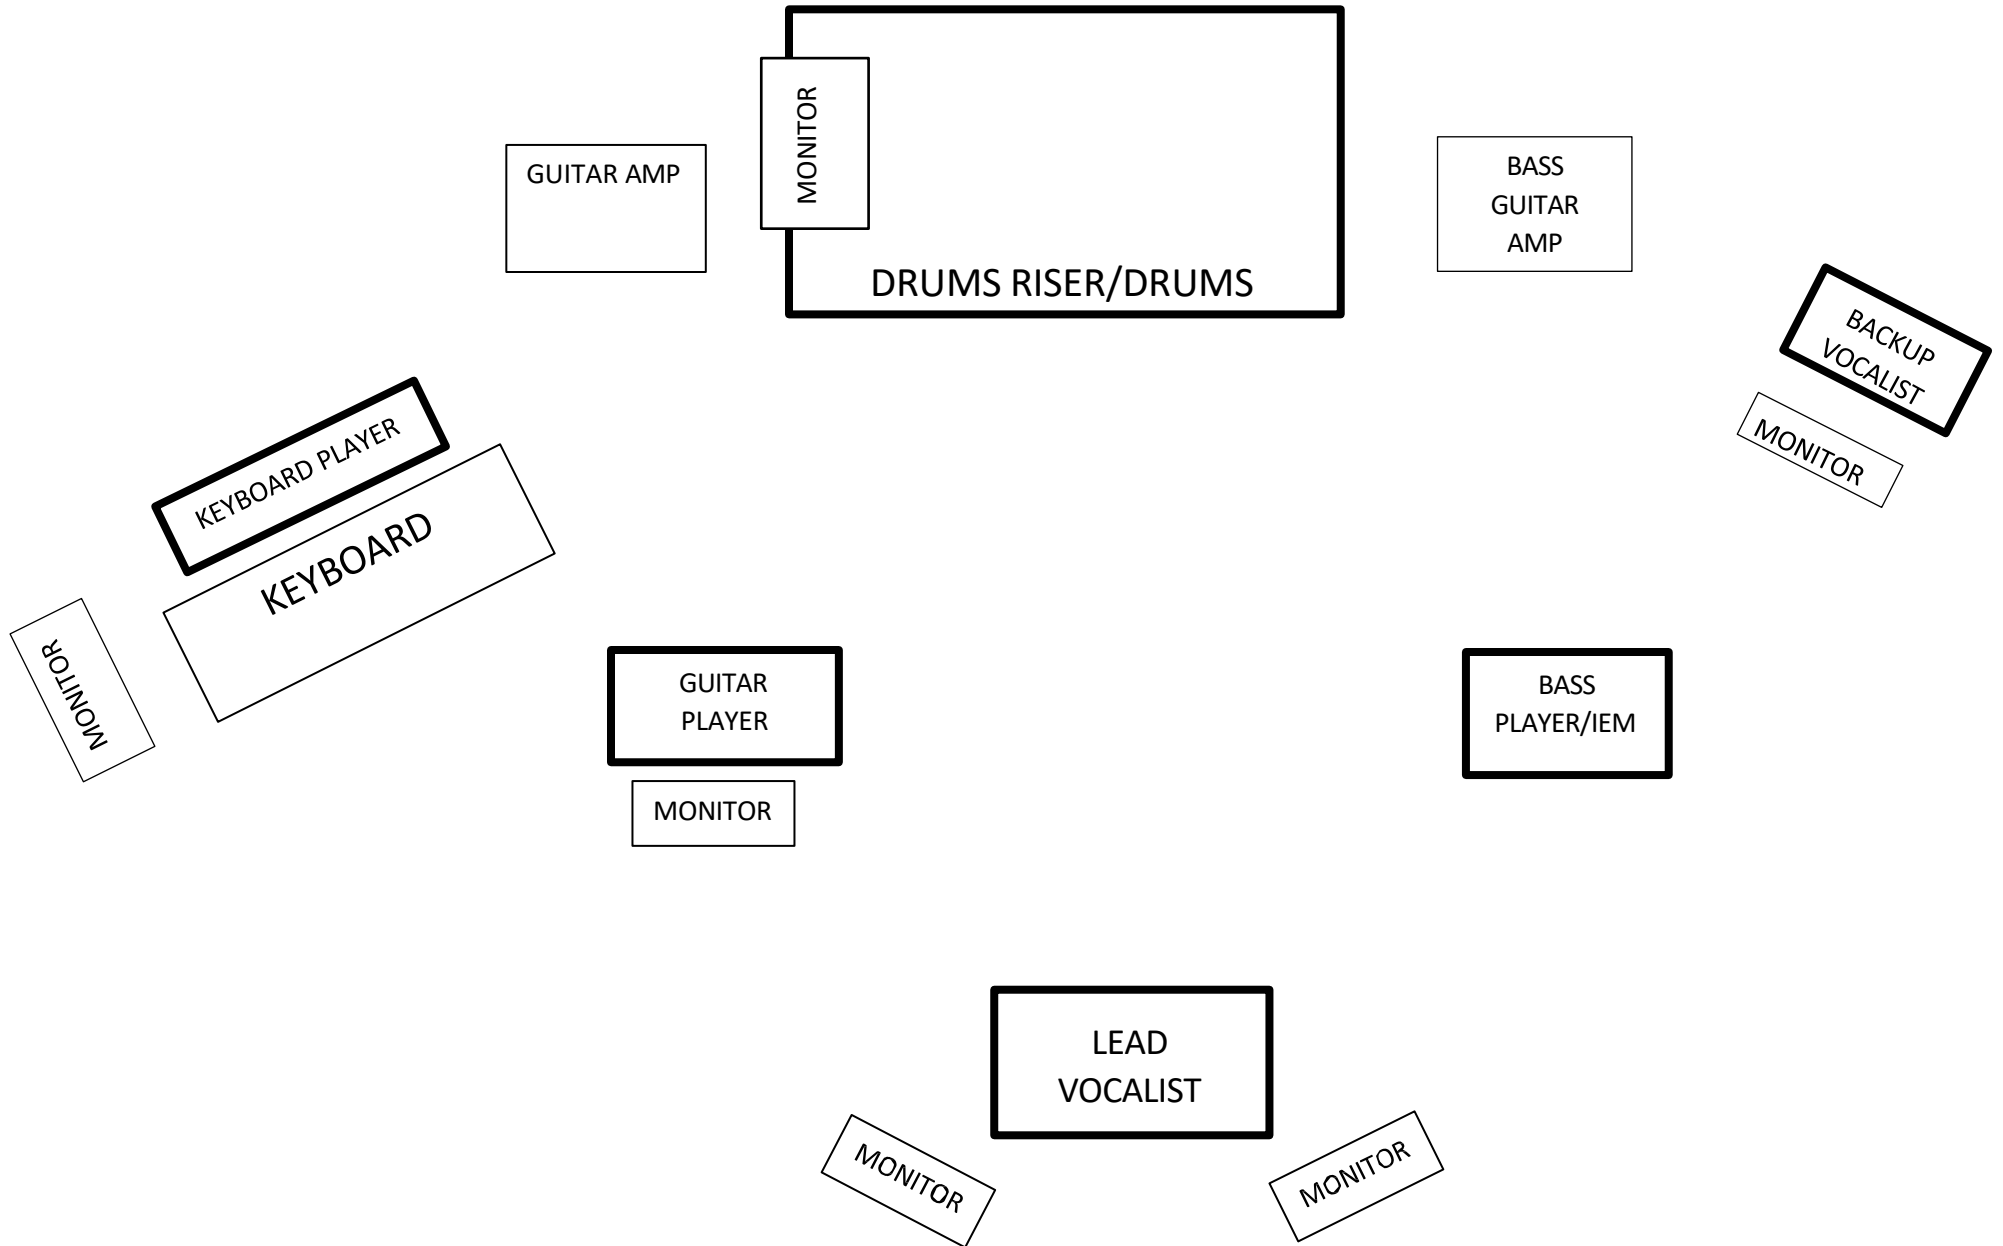 MONITOR
GUITAR AMP
DRUMS RISER/DRUMS
BASS
GUITAR
AMP
BACKUP
VOCALIST
MONITOR
KEYBOARD PLAYER
KEYBOARD
MONITOR
GUITAR
PLAYER
MONITOR
BASS
PLAYER/IEM
LEAD
VOCALIST
MONITOR
MONITOR